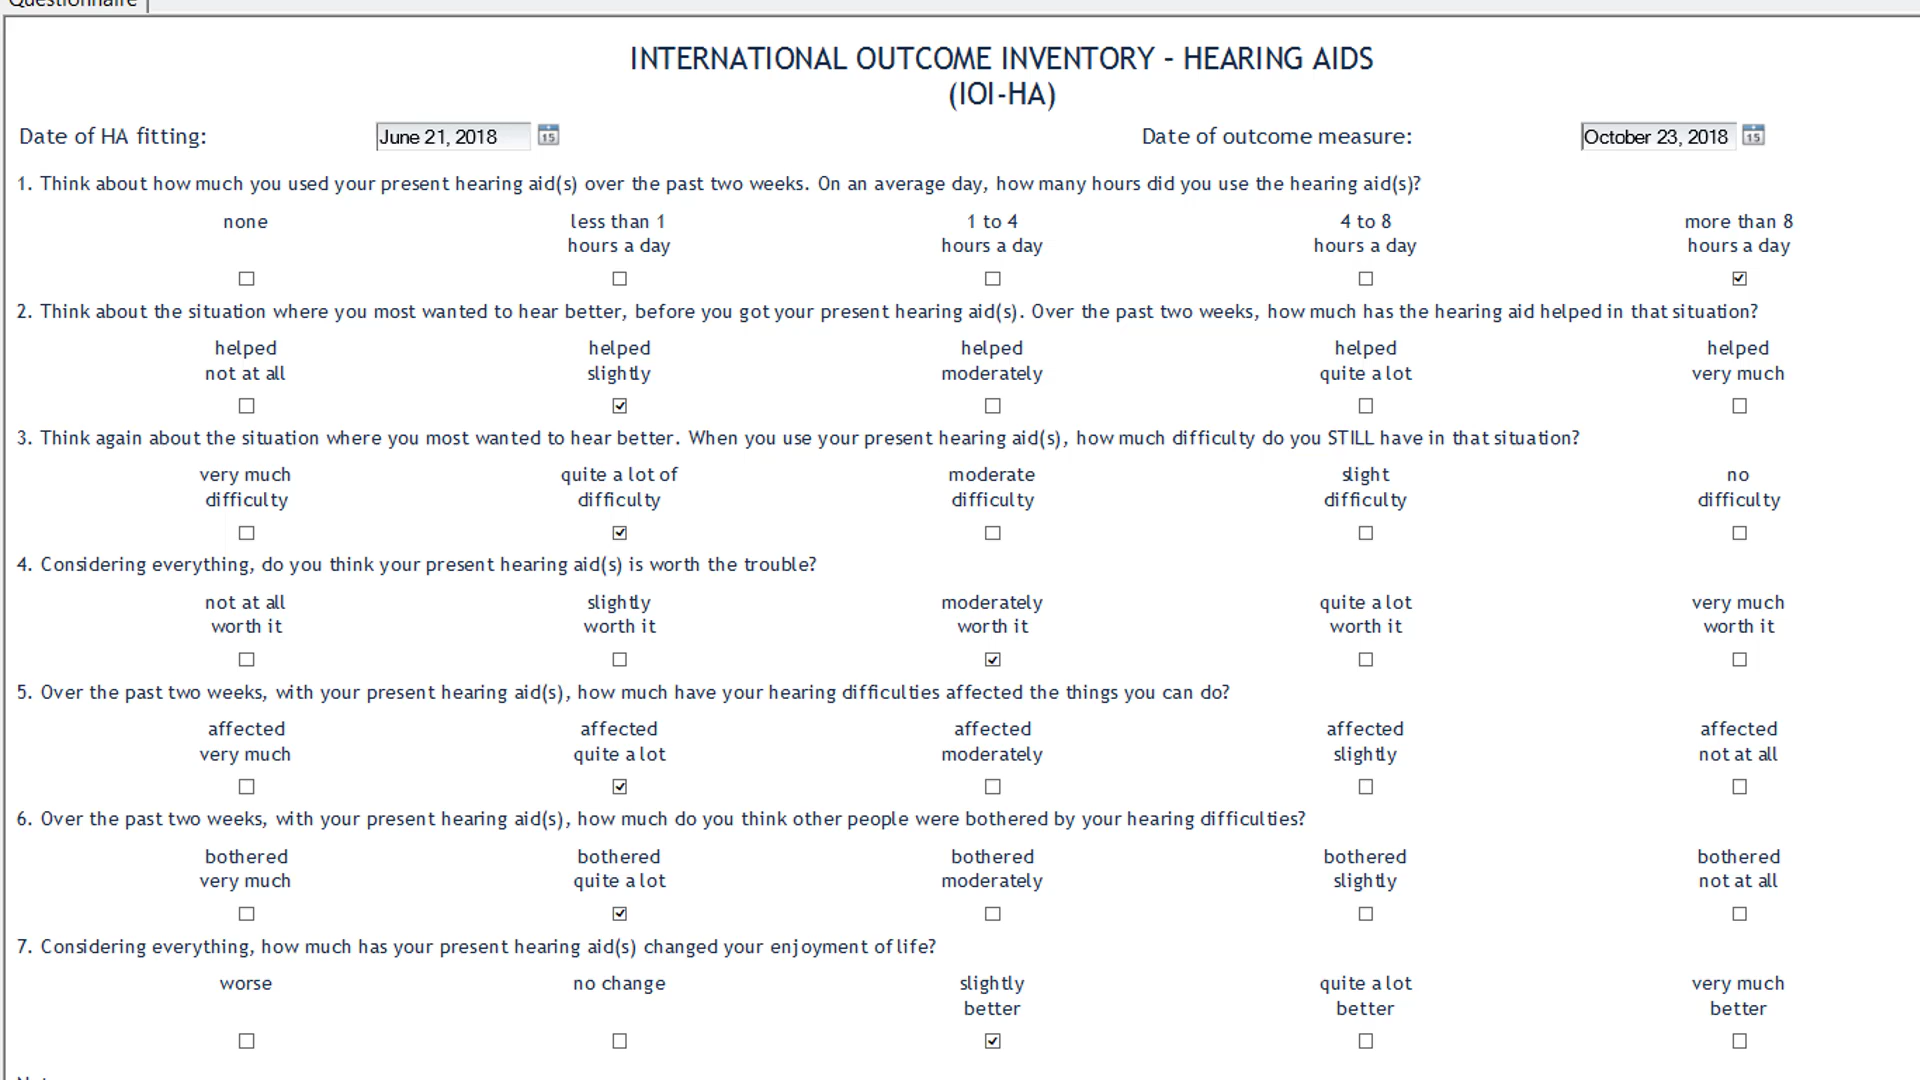 Questionnaire
INTERNATIONAL OUTCOME INVENTORY - HEARING AIDS
(IOI-HA)
Date of HA fitting: June 21, 2018 15 Date of outcome measure: October 23, 2018 15
1. Think about how much you used your present hearing aid(s) over the past two weeks. On an average day, how many hours did you use the hearing aid(s)?
none less than 1 1 to 4 4 to 8 more than 8
hours a day hours a day hours a day hours a day
2. Think about the situation where you most wanted to hear better, before you got your present hearing aid(s). Over the past two weeks, how much has the hearing aid helped in that situation?
helped helped helped helped helped
not at all slightly moderately quite a lot very much
3. Think again about the situation where you most wanted to hear better. When you use your present hearing aid(s), how much difficulty do you STILL have in that situation?
very much quite a lot of moderate slight no
difficulty difficulty difficulty difficulty difficulty
4. Considering everything, do you think your present hearing aid(s) is worth the trouble?
not at all slightly moderately quite a lot very much
worth it worth it worth it worth it worth it
5. Over the past two weeks, with your present hearing aid(s), how much have your hearing difficulties affected the things you can do?
affected affected affected affected affected
very much quite a lot moderately slightly not at all
6. Over the past two weeks, with your present hearing aid(s), how much do you think other people were bothered by your hearing difficulties?
bothered bothered bothered bothered bothered
very much quite a lot moderately slightly not at all
7. Considering everything, how much has your present hearing aid(s) changed your enjoyment of life?
worse no change slightly quite a lot very much
better better better